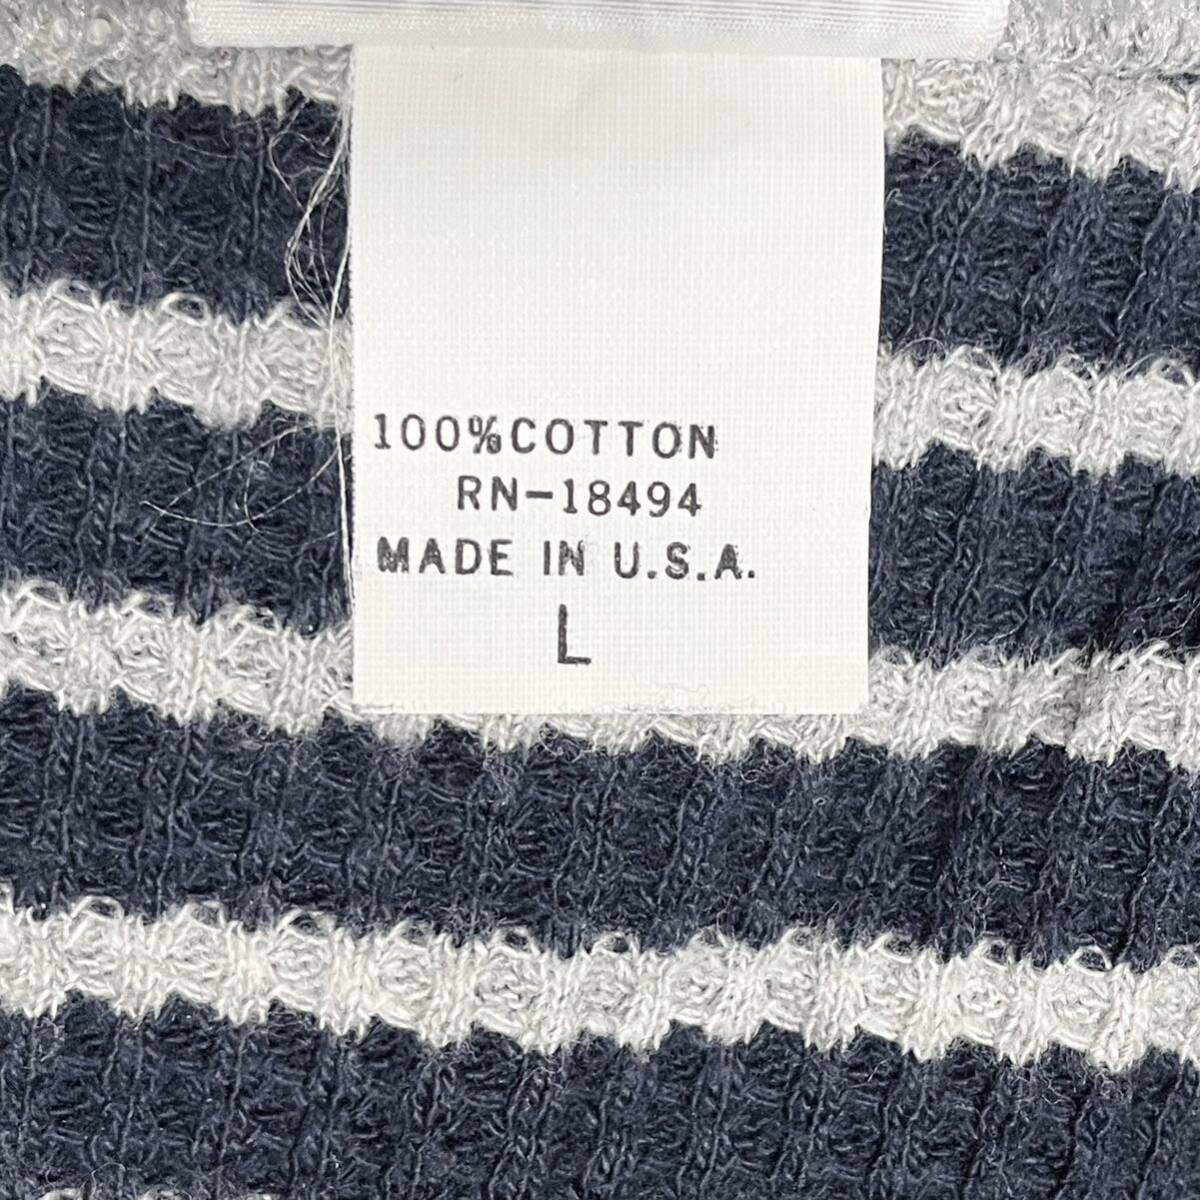 100%COTTON
RN-18494
MADE IN U.S.A.
L